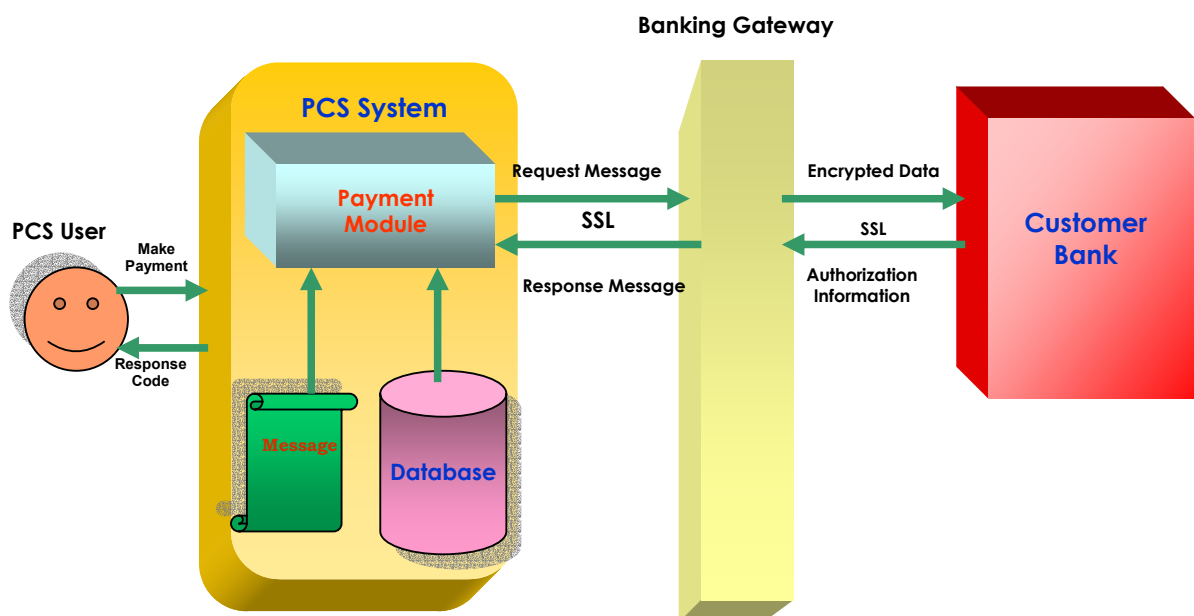 Banking Gateway
PCS System
Request Message
Encrypted Data
Payment
Module
SSL
SSL
Customer
Bank
PCS User
Make
Payment
Response Message
Authorization
Information
Response
Code
Message
Database